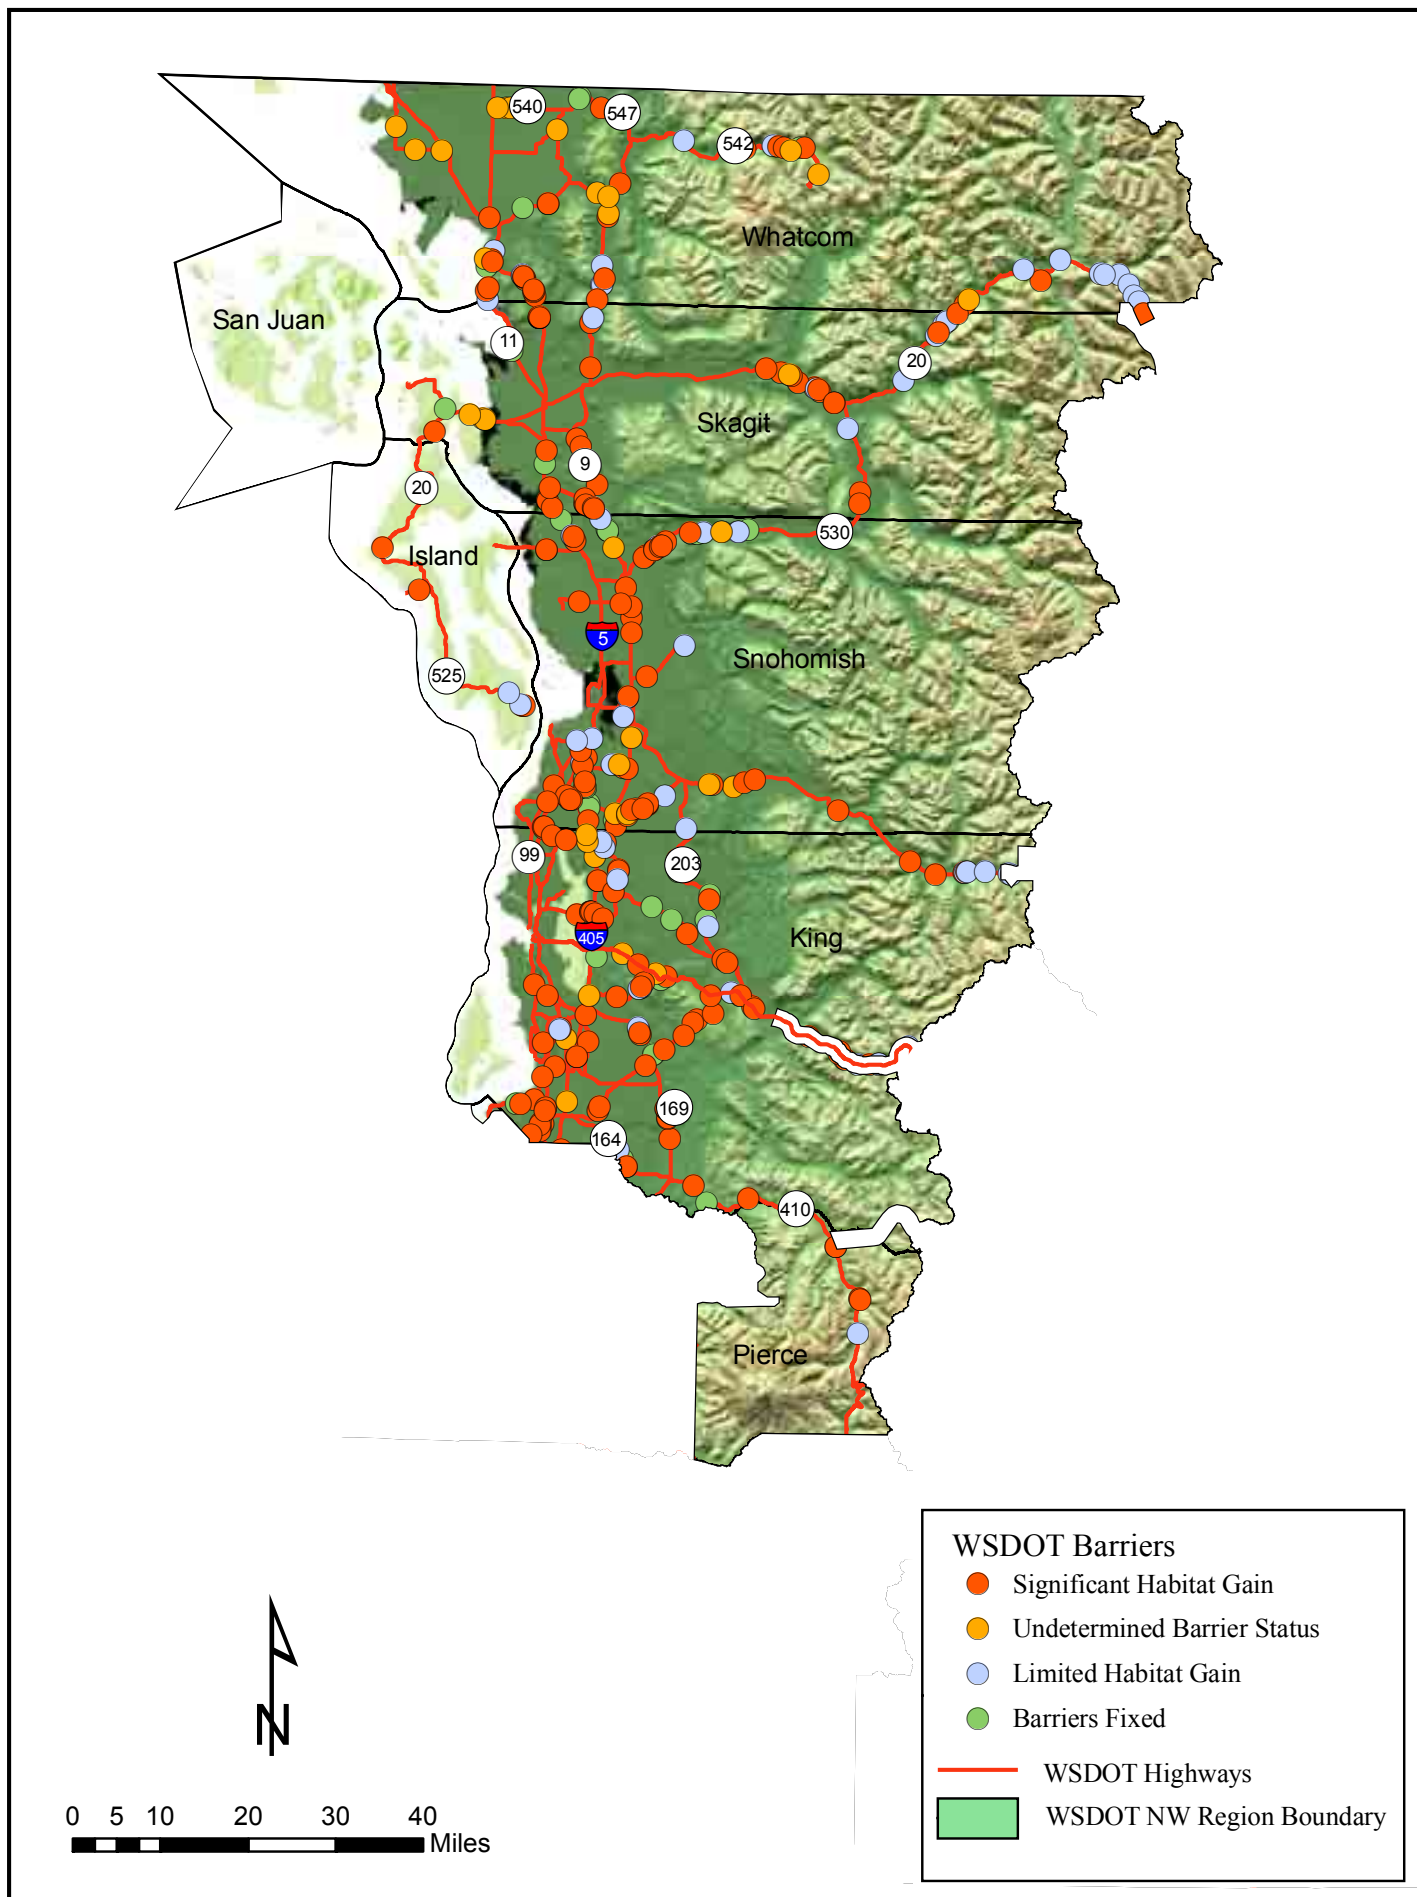 540
547
542
Whatcom
San Juan
11
20
Skagit
9
20
530
Island
5
Snohomish
525
99
203
405
King
169
164
410
Pierce
WSDOT Barriers
Significant Habitat Gain
Undetermined Barrier Status
Limited Habitat Gain
Barriers Fixed
WSDOT Highways
WSDOT NW Region Boundary
N
0 5 10 20 30 40
Miles